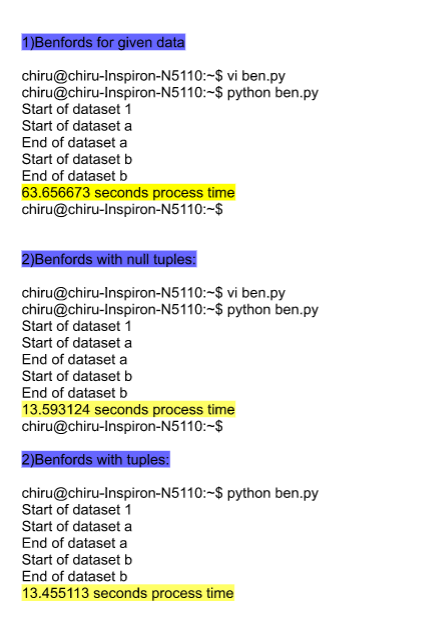 1)Benfords for given data
chiru@chiru-Inspiron-N5110:~$ vi ben.py
chiru@chiru-Inspiron-N5110:~$ python ben.py
Start of dataset 1
Start of dataset a
End of dataset a
Start of dataset b
End of dataset b
63.656673 seconds process time
chiru@chiru-Inspiron-N5110:~$
2)Benfords with null tuples:
chiru@chiru-Inspiron-N5110:~$ vi ben.py
chiru@chiru-Inspiron-N5110:~$ python ben.py
Start of dataset 1
Start of dataset a
End of dataset a
Start of dataset b
End of dataset b
13.593124 seconds process time
chiru@chiru-Inspiron-N5110:~$
2)Benfords with tuples:
chiru@chiru-Inspiron-N5110:~$ python ben.py
Start of dataset 1
Start of dataset a
End of dataset a
Start of dataset b
End of dataset b
13.455113 seconds process time